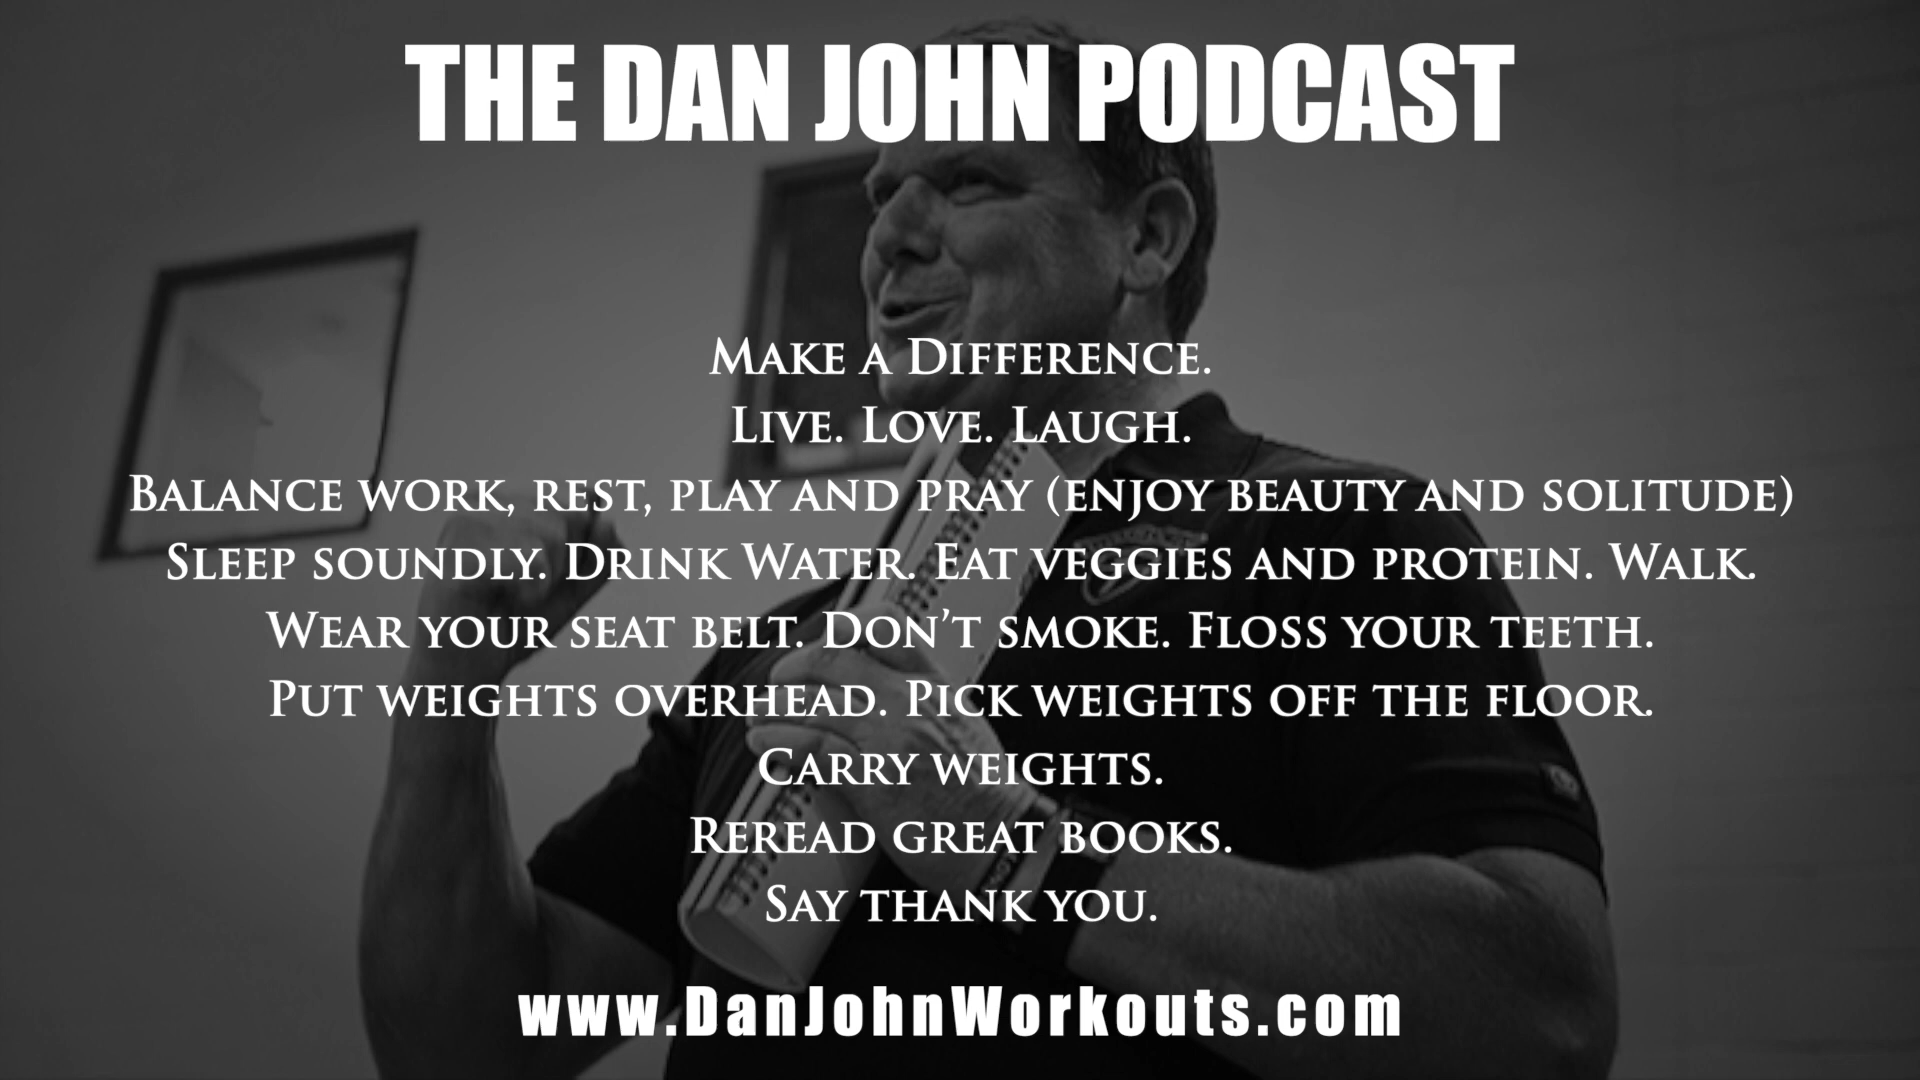 THE DAN JOHN PODCAST
Make a Difference.
Live. Love. Laugh.
Balance work, rest, play and pray (enjoy beauty and solitude)
Sleep soundly. Drink Water. Eat veggies and protein. Walk.
Wear your seat belt. Don't smoke. Floss your teeth.
Put weights overhead. Pick weights off the floor.
Carry weights.
Reread great books.
Say thank you.
www.DanJohnWorkouts.com